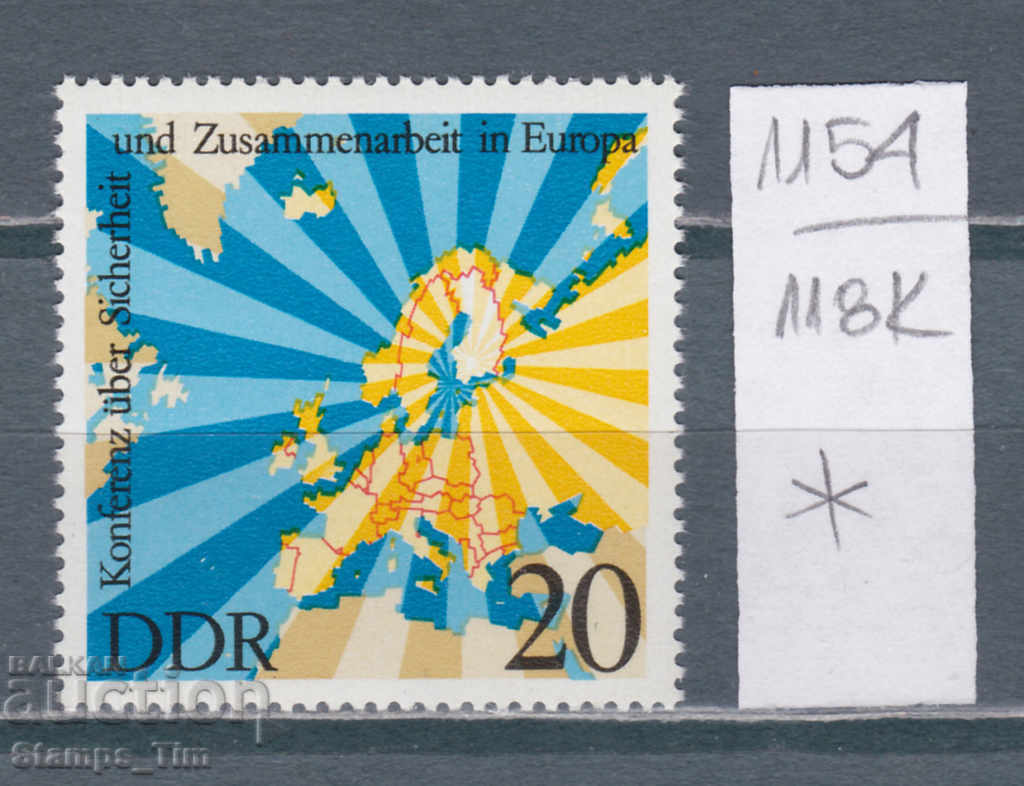 Konferenz über Sicherheit
und Zusammenarbeit in Europa
DDR
20
1154
118K
*
BALKAN
auction
Stamps_Tim